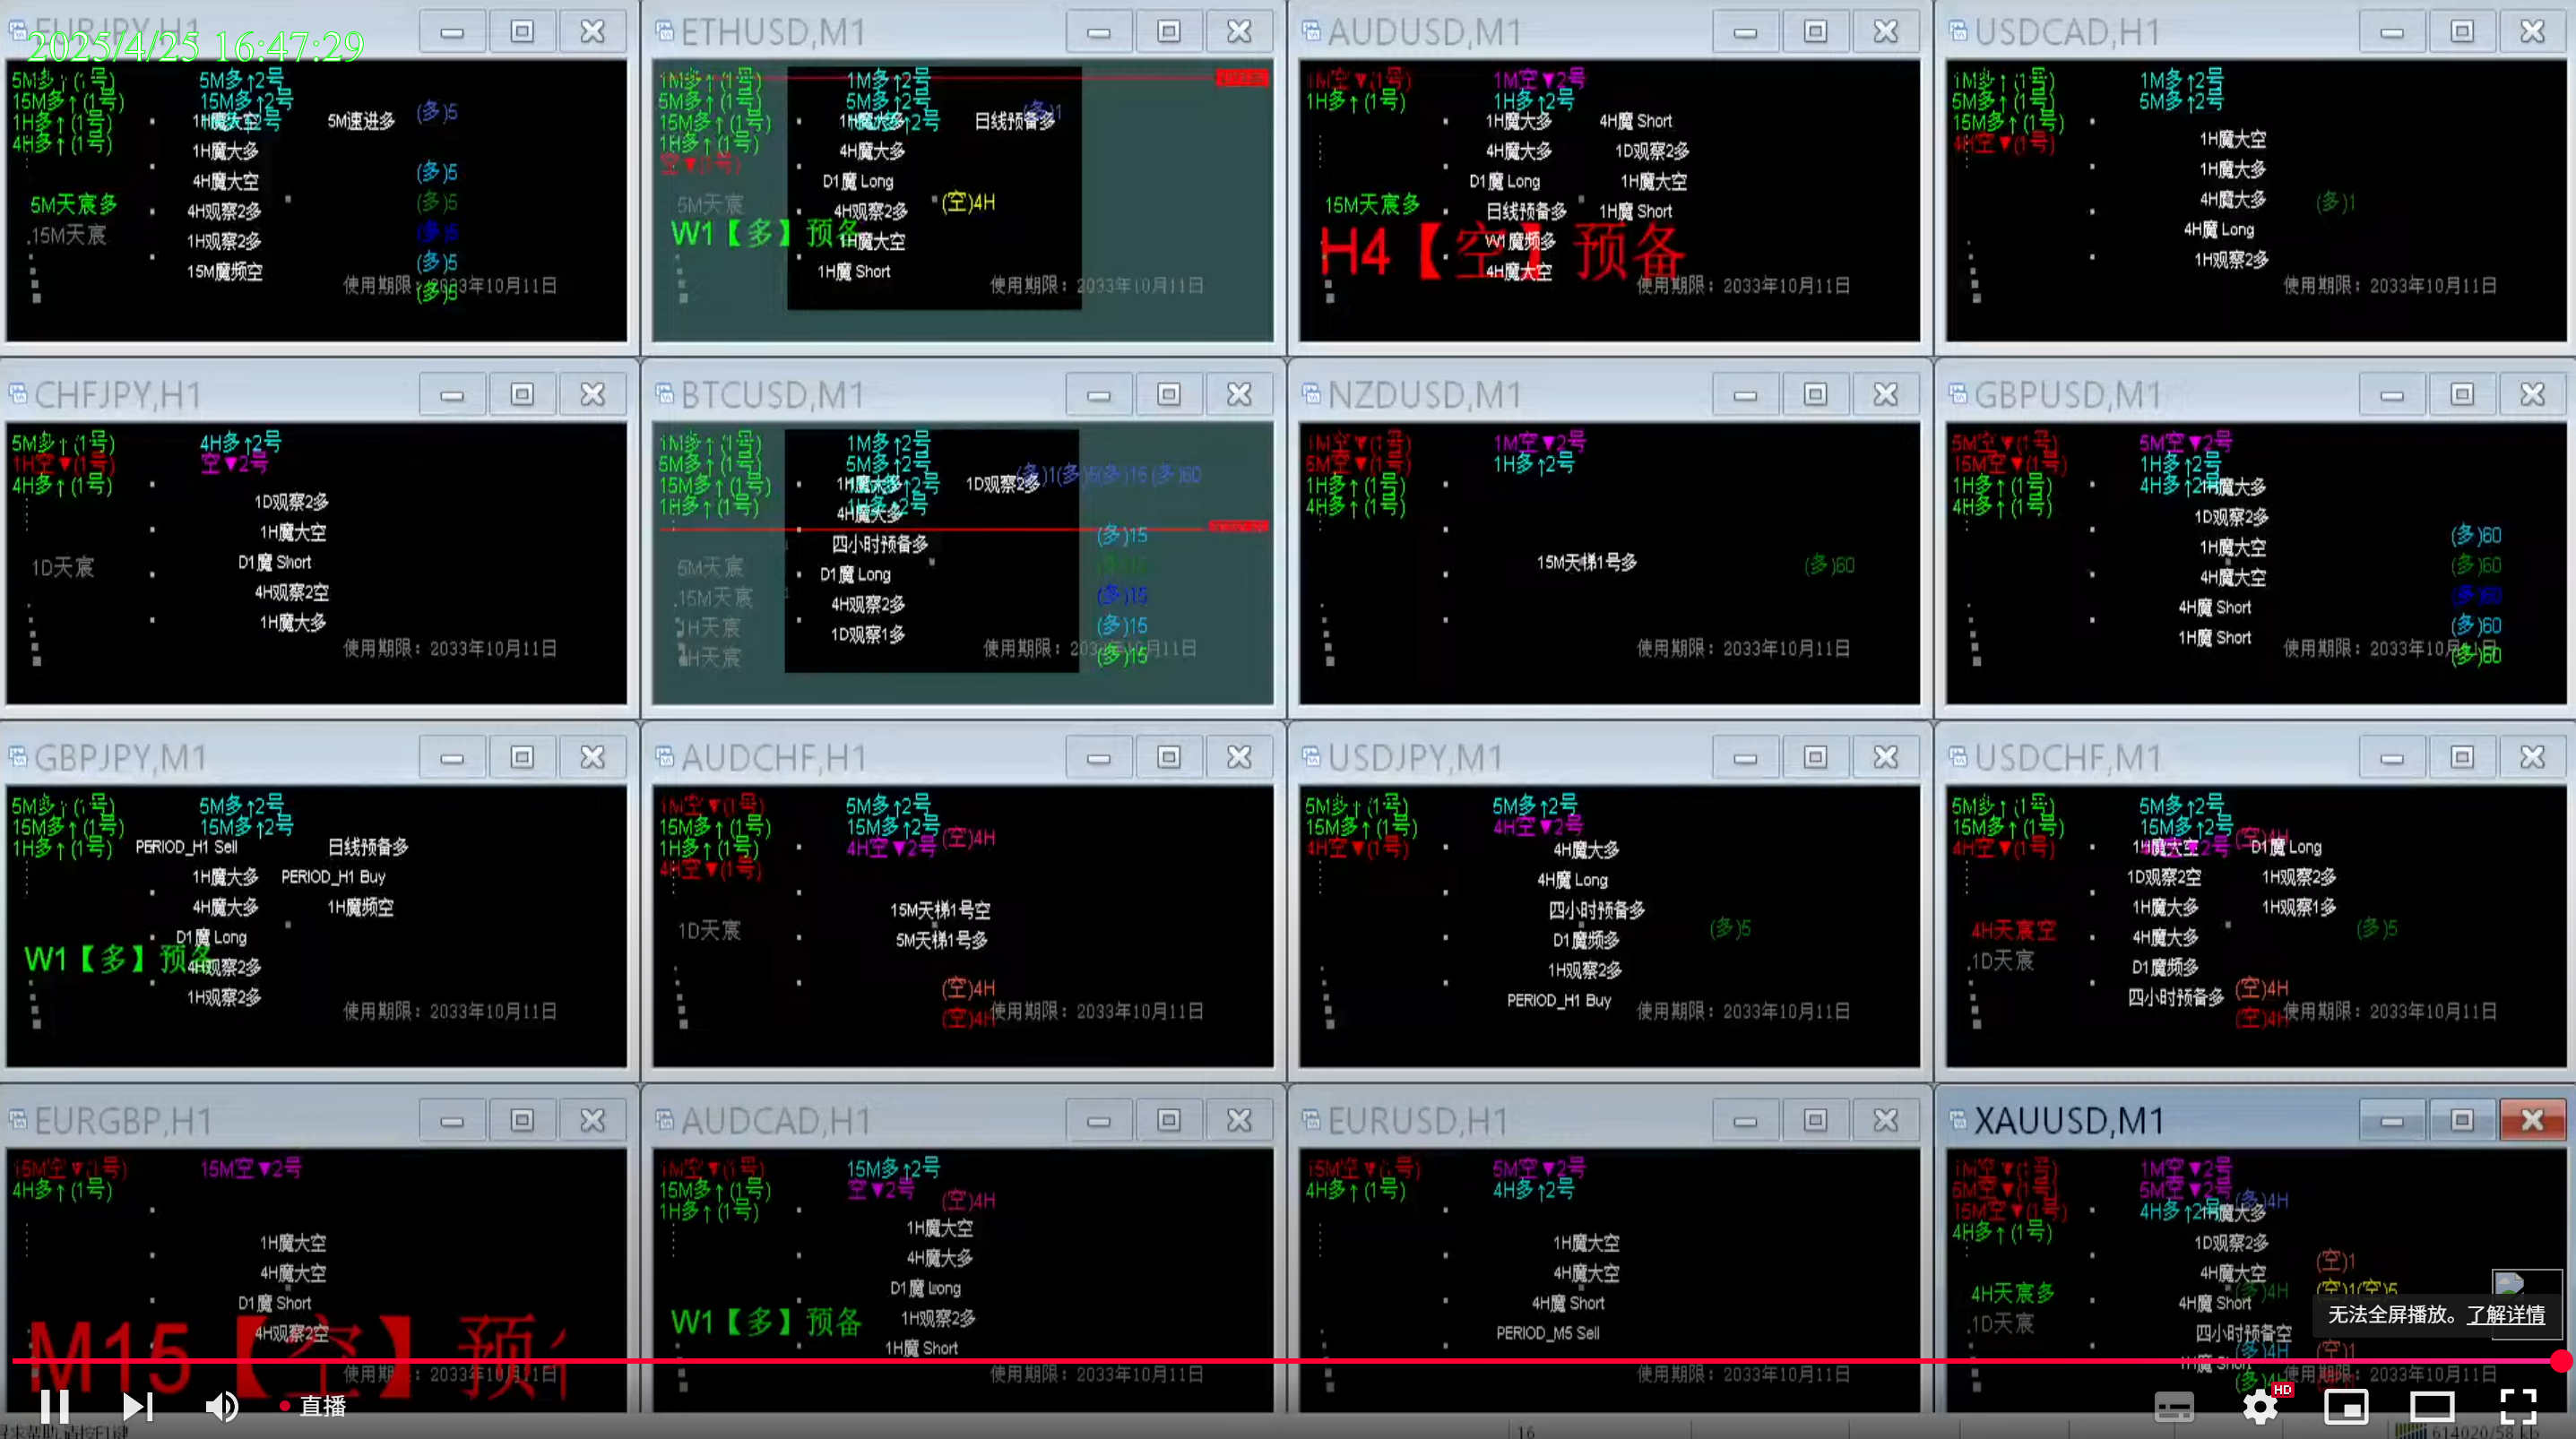 EURJPY,H1
2025/4/25 16:47:29
5M多↑(1号) 5M多↑2号
15M多↑(1号) 15M多↑2号
1H多↑(1号) 1H魔大空 5M速进多 (多)5
4H多↑(1号) 1H魔大多
4H魔大空 (多)5
5M天宸多 4H观察2多 (多)5
.15M天宸 1H观察2多 (多)5
15M魔频空 (多)5
使用期限：2033年10月11日
(多)5
ETHUSD,M1
1M多↑(1号) 1M多↑2号
5M多↑(1号) 5M多↑2号
15M多↑(1号) 1H魔大多 日线预备多 (多)1
1H多↑(1号) 4H魔大多
空▼(1号) D1魔 Long
5M天宸 4H观察2多 (空)4H
W1【多】预备 1H魔大空
1H魔 Short
使用期限：2033年10月11日
AUDUSD,M1
1M空▼(1号) 1M空▼2号
1H多↑(1号) 1H多↑2号
1H魔大多 4H魔 Short
4H魔大多 1D观察2多
D1魔 Long 1H魔大空
15M天宸多 日线预备多 1H魔 Short
H4【空】预备 W1魔频多
4H魔大空
使用期限：2033年10月11日
USDCAD,H1
1M多↑(1号) 1M多↑2号
5M多↑(1号) 5M多↑2号
15M多↑(1号) 1H魔大空
4H空▼(1号) 1H魔大多
4H魔大多 (多)1
4H魔 Long
1H观察2多
使用期限：2033年10月11日
CHFJPY,H1
5M多↑(1号) 4H多↑2号
1H空▼(1号) 空▼2号
4H多↑(1号)
1D观察2多
1H魔大空
1D天宸 D1魔 Short
4H观察2空
1H魔大多
使用期限：2033年10月11日
BTCUSD,M1
1M多↑(1号) 1M多↑2号
5M多↑(1号) 5M多↑2号
15M多↑(1号) 1H魔大多 1D观察2多 (多)1(多)5(多)15 (多)60
1H多↑(1号) 4H魔大多
四小时预备多 (多)15
5M天宸 D1魔 Long
.15M天宸 4H观察2多 (多)15
1H天宸 1D观察1多 (多)15
H天宸 (多)15
使用期限：2033年10月11日
NZDUSD,M1
1M空▼(1号) 1M空▼2号
5M空▼(1号) 1H多↑2号
1H多↑(1号)
4H多↑(1号)
15M天梯1号多 (多)60
使用期限：2033年10月11日
GBPUSD,M1
5M空▼(1号) 5M空▼2号
15M空▼(1号) 1H多↑2号
1H多↑(1号) 4H多↑2号 1H魔大多
4H多↑(1号) 1D观察2多
1H魔大空 (多)60
4H魔大空 (多)60
4H魔 Short (多)60
1H魔 Short (多)60
使用期限：2033年10月11日
(多)60
GBPJPY,M1
5M多↑(1号) 5M多↑2号
15M多↑(1号) 15M多↑2号
1H多↑(1号) PERIOD_H1 Sell 日线预备多
1H魔大多 PERIOD_H1 Buy
4H魔大多 1H魔频空
D1魔 Long
W1【多】预备 4H观察2多
1H观察2多
使用期限：2033年10月11日
AUDCHF,H1
1M空▼(1号) 5M多↑2号
15M多↑(1号) 15M多↑2号 (空)4H
1H多↑(1号) 4H空▼2号
4H空▼(1号)
15M天梯1号空
1D天宸 5M天梯1号多
(空)4H
(空)4H
使用期限：2033年10月11日
USDJPY,M1
5M多↑(1号) 5M多↑2号
15M多↑(1号) 4H空▼2号
4H空▼(1号) 4H魔大多
4H魔 Long
四小时预备多 (多)5
D1魔频多
1H观察2多
PERIOD_H1 Buy
使用期限：2033年10月11日
USDCHF,M1
5M多↑(1号) 5M多↑2号
15M多↑(1号) 15M多↑2号 (空)4H
4H空▼(1号) 1H魔大空 D1魔 Long
1D观察2空 1H观察2多
1H魔大多 1H观察1多
4H天宸空 4H魔大多 (多)5
.1D天宸 D1魔频多
四小时预备多 (空)4H
(空)4H
使用期限：2033年10月11日
EURGBP,H1
15M空▼(1号) 15M空▼2号
4H多↑(1号)
1H魔大空
4H魔大空
D1魔 Short
M15【空】预 4H观察2空
11日
AUDCAD,H1
1M空▼(1号) 15M多↑2号
15M多↑(1号) 空▼2号 (空)4H
1H多↑(1号) 1H魔大空
4H魔大多
D1魔 Long
W1【多】预备 1H观察2多
1H魔 Short
使用期限：2033年10月11日
EURUSD,H1
15M空▼(1号) 5M空▼2号
4H多↑(1号) 4H多↑2号
1H魔大空
4H魔大空
4H魔 Short
PERIOD_M5 Sell
使用期限：2033年10月11日
XAUUSD,M1
1M空▼(1号) 1M空▼2号
5M空▼(1号) 5M空▼2号 (多)4H
15M空▼(1号) 4H多↑2号 1H魔大多
4H多↑(1号) 1D观察2多
4H魔大空 (空)1
4H天宸多 4H魔 Short (多)4H (空)1(空)5
.1D天宸 四小时预备空
(多)4H (空)1
使用期限：2033年10月11日
无法全屏播放。了解详情
直播
HD
16